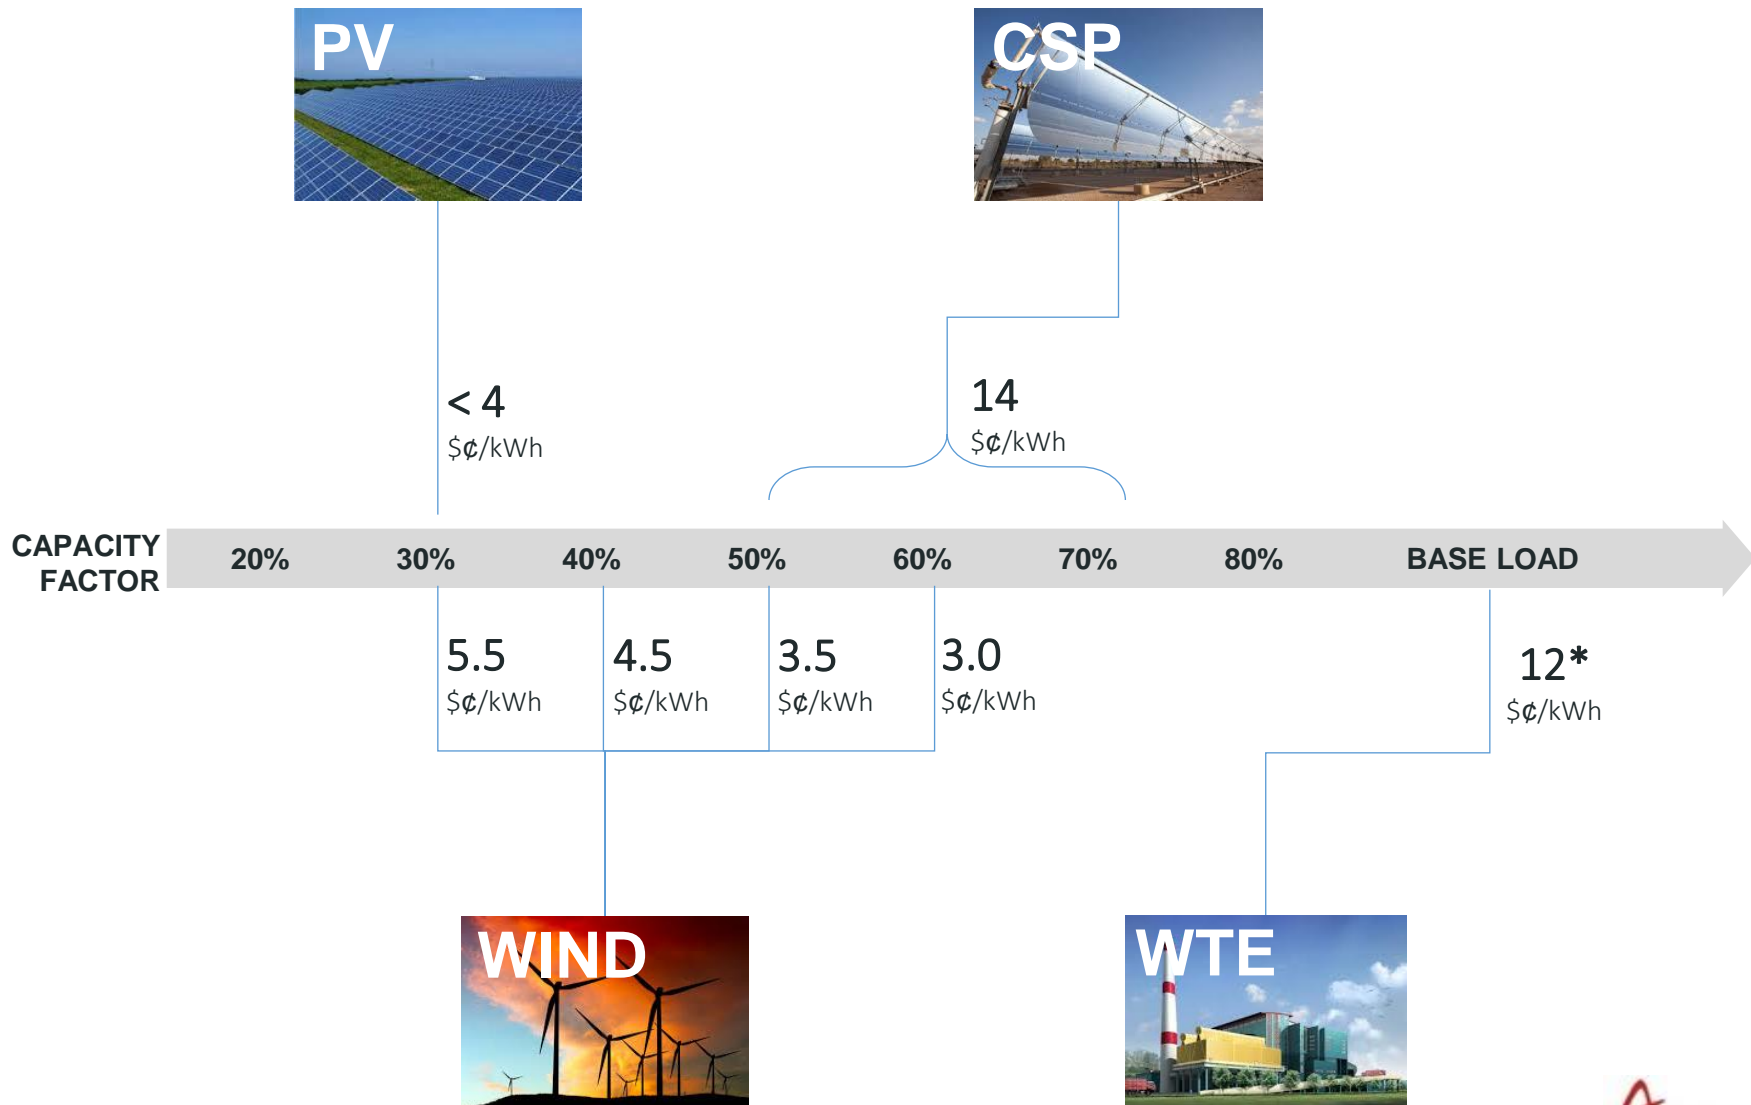 PV
CSP
< 4
$¢/kWh
14
$¢/kWh
CAPACITY
FACTOR
20% 30% 40% 50% 60% 70% 80% BASE LOAD
5.5
$¢/kWh
4.5
$¢/kWh
3.5
$¢/kWh
3.0
$¢/kWh
12*
$¢/kWh
WIND
WTE